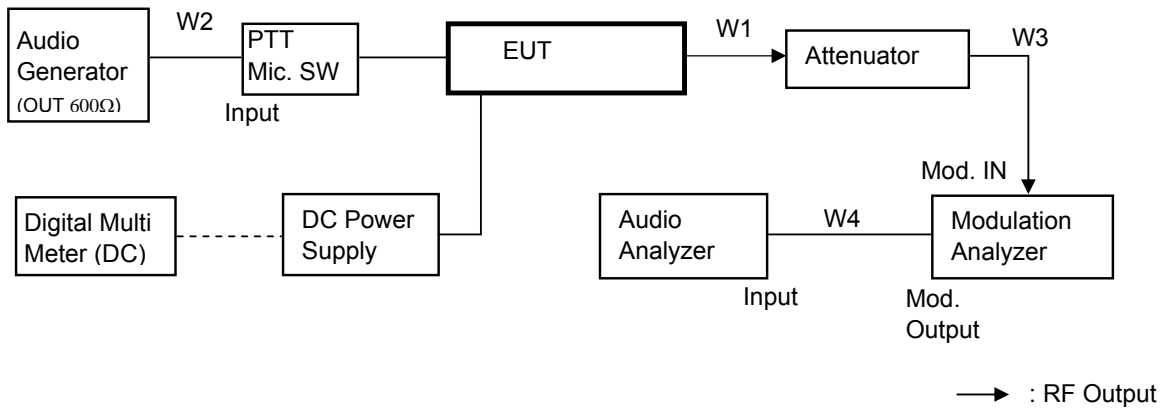 W2
Audio
Generator
(OUT 600Ω)
PTT
Mic. SW
Input
EUT
W1
Attenuator
W3
Mod. IN
Digital Multi
Meter (DC)
DC Power
Supply
Audio
Analyzer
Input
W4
Modulation
Analyzer
Mod.
Output
: RF Output